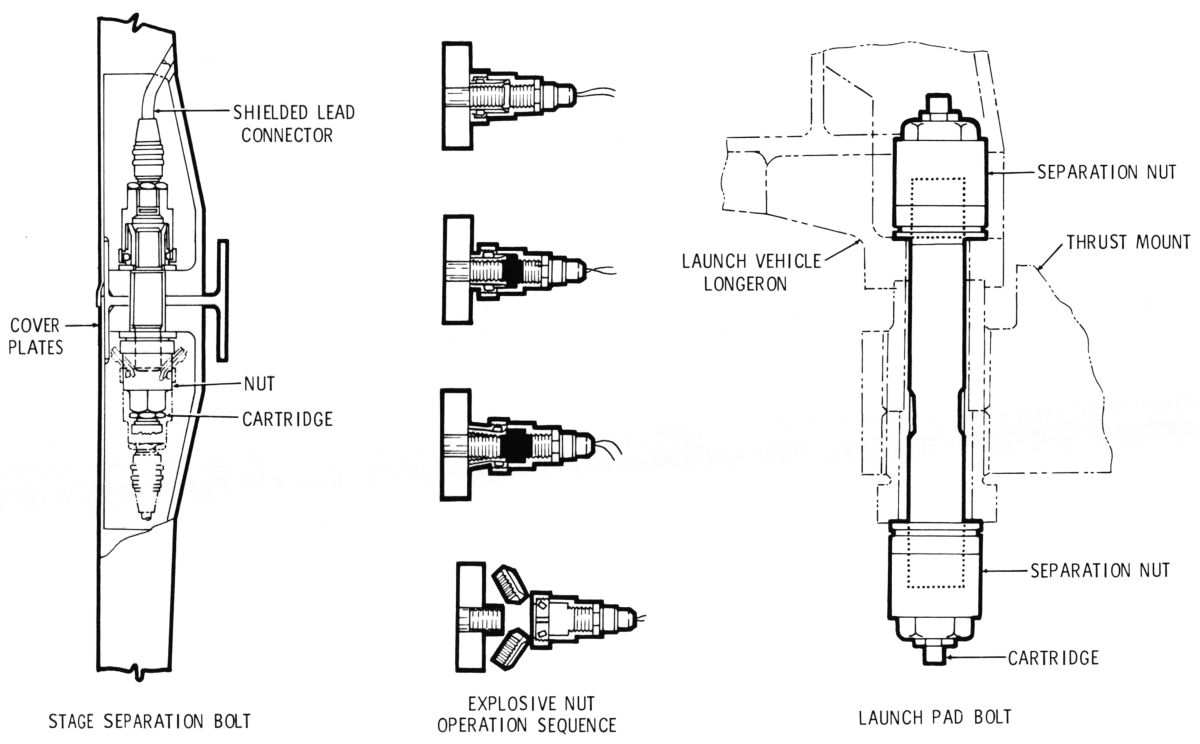 SHIELDED LEAD
CONNECTOR
COVER
PLATES
NUT
CARTRIDGE
STAGE SEPARATION BOLT
EXPLOSIVE NUT
OPERATION SEQUENCE
SEPARATION NUT
THRUST MOUNT
LAUNCH VEHICLE
LONGERON
SEPARATION NUT
CARTRIDGE
LAUNCH PAD BOLT